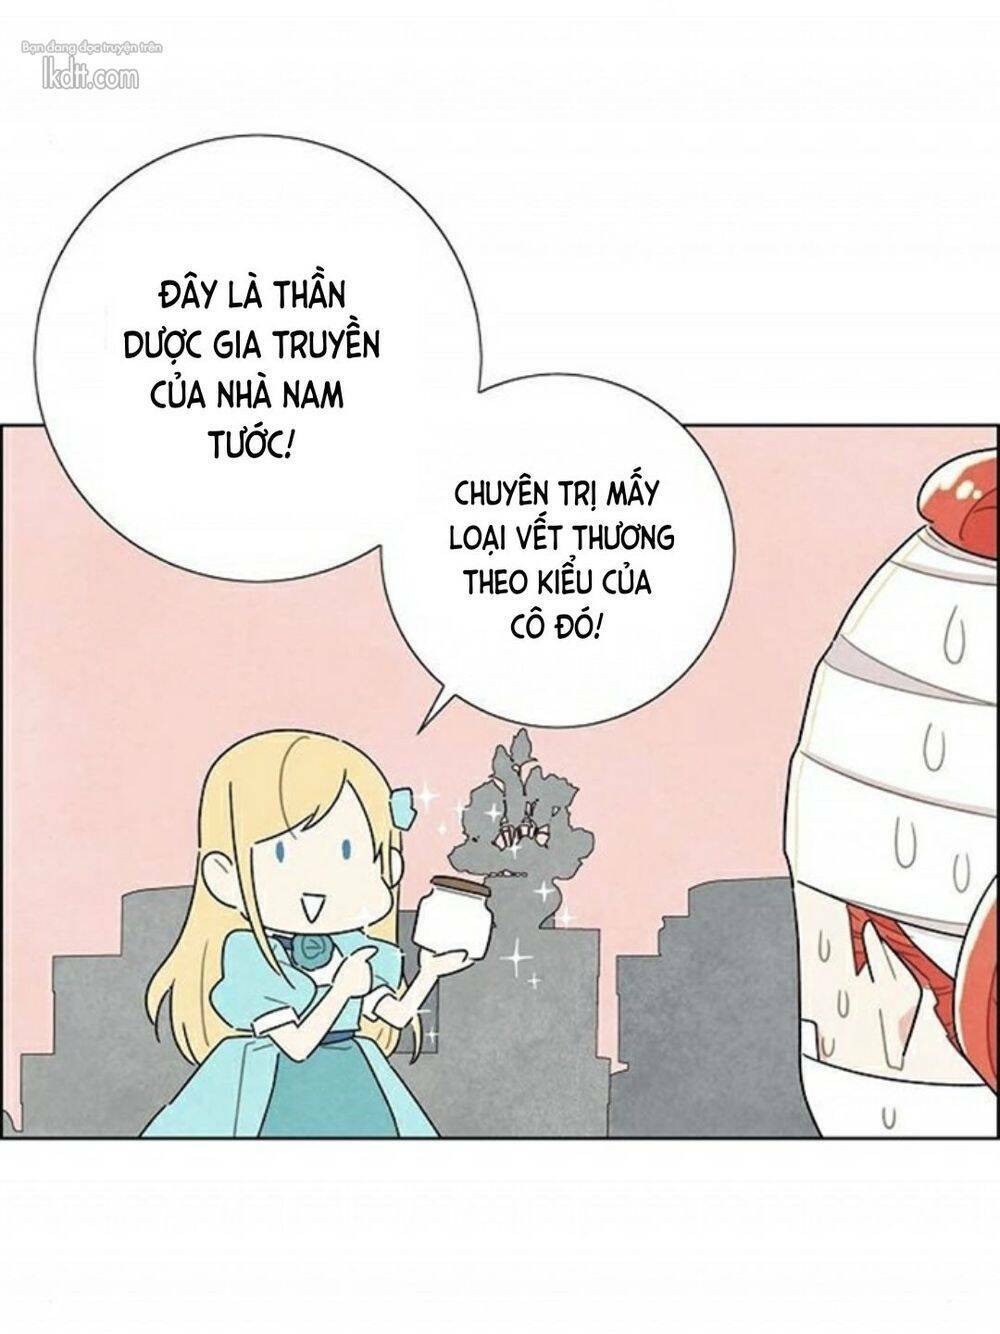 Bạn đang đọc truyện trên
lkdtt.com
ĐÂY LÀ THẦN
DƯỢC GIA TRUYỀN
CỦA NHÀ NAM
TƯỚC!
CHUYÊN TRỊ MẤY
LOẠI VẾT THƯƠNG
THEO KIỂU CỦA
CÔ ĐÓ!